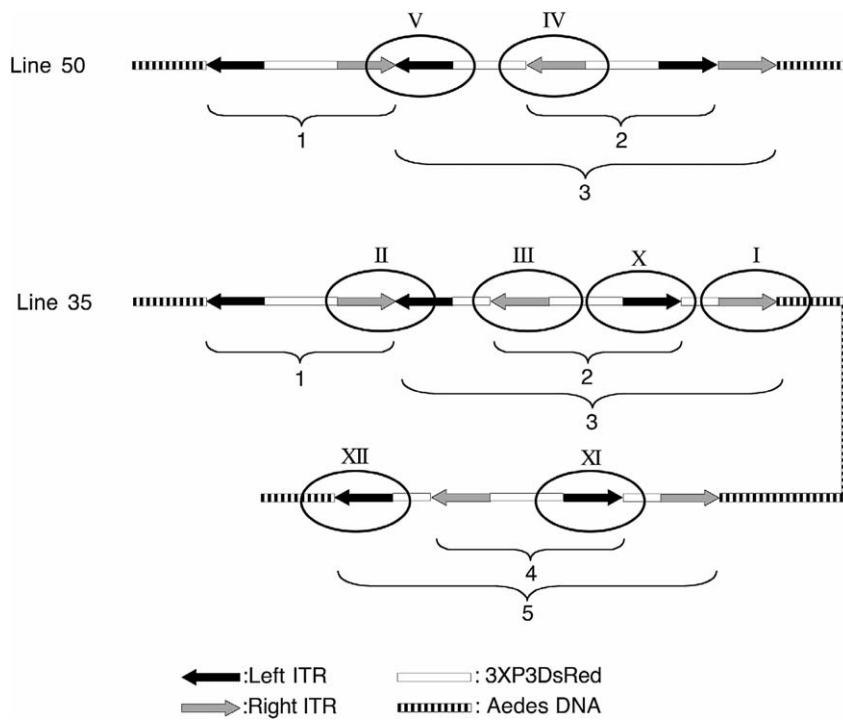 V IV
Line 50
1 2
3
II III X I
Line 35
1 2
3
XII XI
4
5
:Left ITR : 3XP3DsRed
:Right ITR : Aedes DNA